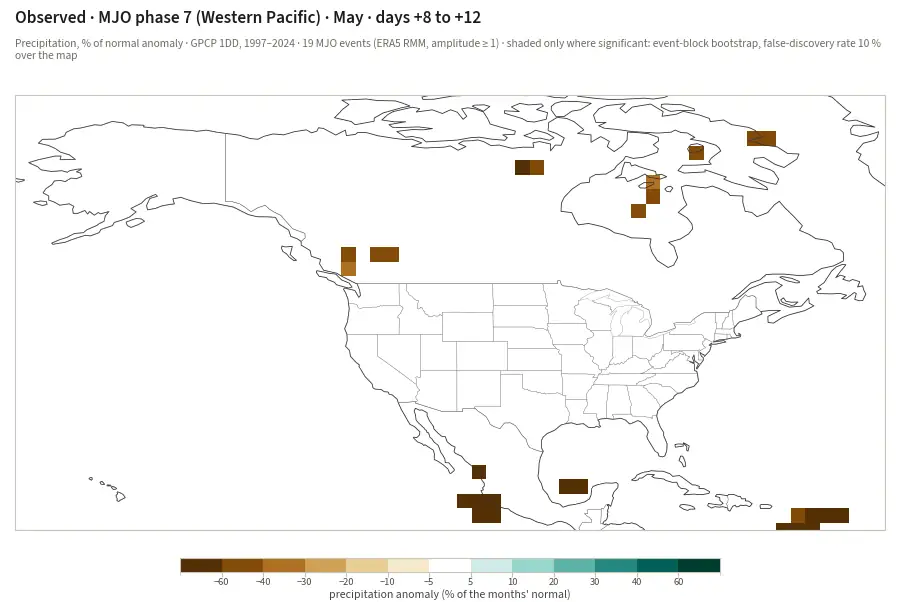 Observed · MJO phase 7 (Western Pacific) · May · days +8 to +12
Precipitation, % of normal anomaly · GPCP 1DD, 1997–2024 · 19 MJO events (ERA5 RMM, amplitude ≥ 1) · shaded only where significant: event-block bootstrap, false-discovery rate 10 %
over the map
−60 −40 −30 −20 −10 −5 5 10 20 30 40 60
precipitation anomaly (% of the months' normal)